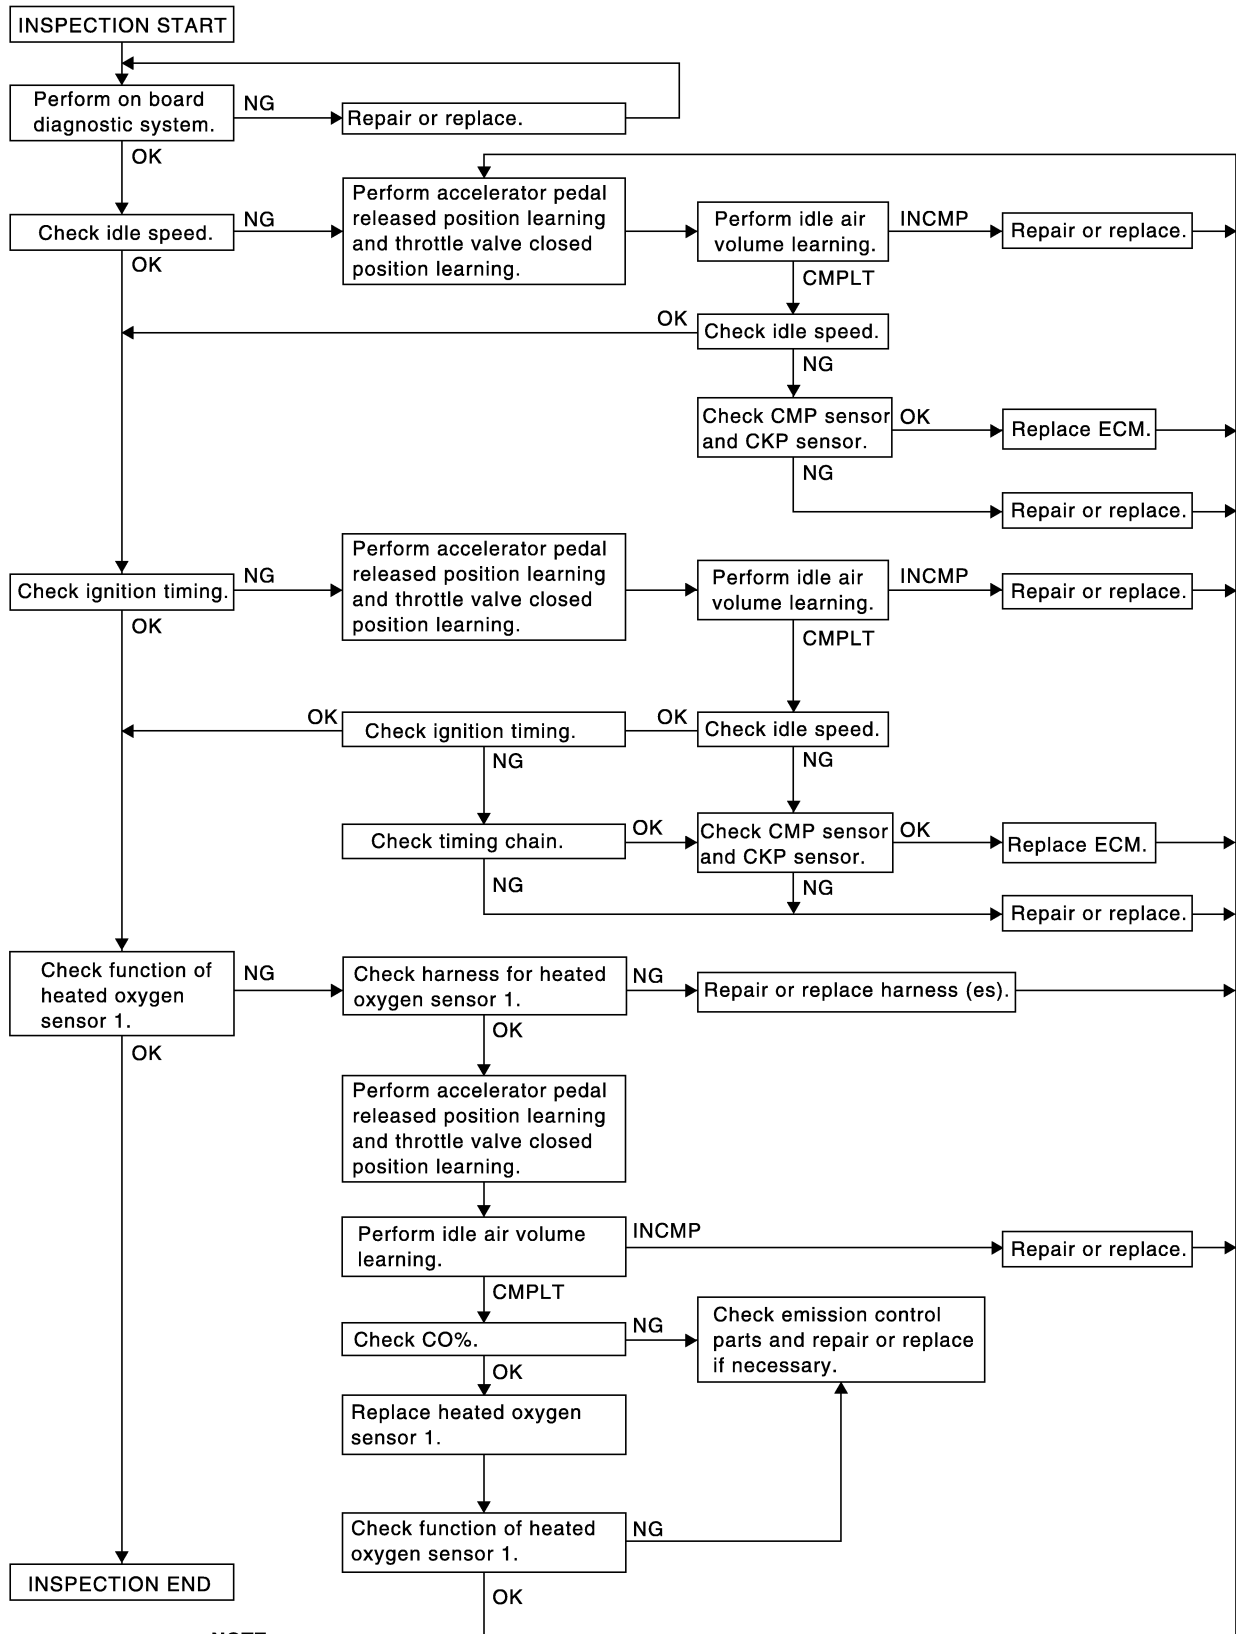 INSPECTION START
Perform on board
diagnostic system.
NG
Repair or replace.
OK
Check idle speed.
NG
Perform accelerator pedal
released position learning
and throttle valve closed
position learning.
Perform idle air
volume learning.
INCMP
Repair or replace.
OK
CMPLT
OK
Check idle speed.
NG
Check CMP sensor
and CKP sensor.
OK
Replace ECM.
NG
Repair or replace.
Check ignition timing.
NG
Perform accelerator pedal
released position learning
and throttle valve closed
position learning.
Perform idle air
volume learning.
INCMP
Repair or replace.
OK
CMPLT
OK
Check ignition timing.
OK
Check idle speed.
NG
NG
Check timing chain.
OK
Check CMP sensor
and CKP sensor.
OK
Replace ECM.
NG
NG
Repair or replace.
Check function of
heated oxygen
sensor 1.
NG
Check harness for heated
oxygen sensor 1.
NG
Repair or replace harness (es).
OK
OK
Perform accelerator pedal
released position learning
and throttle valve closed
position learning.
Perform idle air volume
learning.
INCMP
Repair or replace.
CMPLT
Check CO%.
NG
Check emission control
parts and repair or replace
if necessary.
OK
Replace heated oxygen
sensor 1.
Check function of heated
oxygen sensor 1.
NG
INSPECTION END
OK